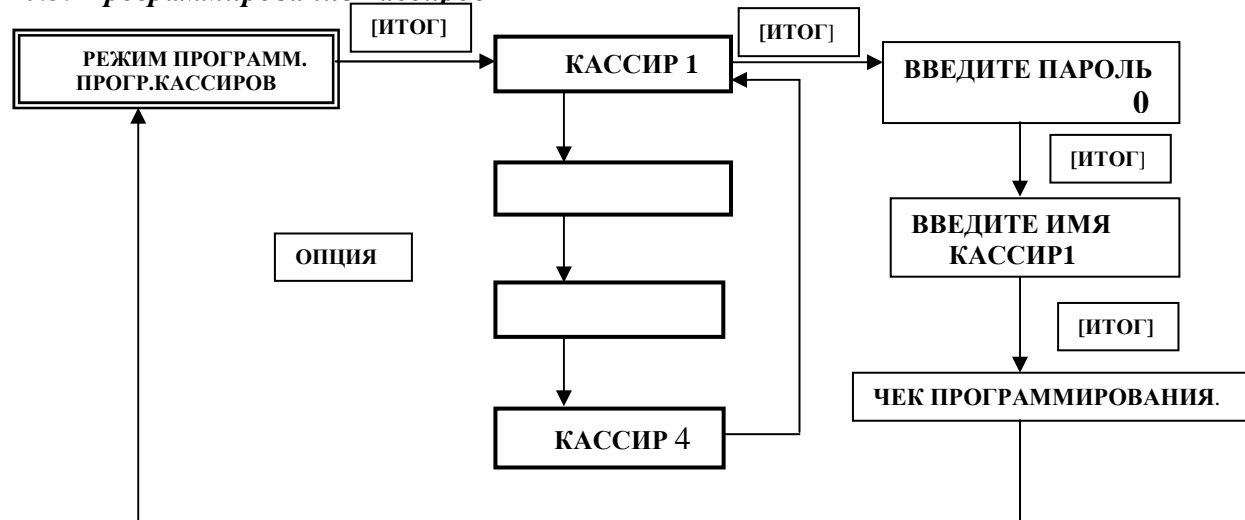 [ИТОГ]
[ИТОГ]
РЕЖИМ ПРОГРАММ.
ПРОГР.КАССИРОВ
КАССИР 1
ВВЕДИТЕ ПАРОЛЬ
0
[ИТОГ]
ВВЕДИТЕ ИМЯ
КАССИР1
ОПЦИЯ
[ИТОГ]
ЧЕК ПРОГРАММИРОВАНИЯ.
КАССИР 4